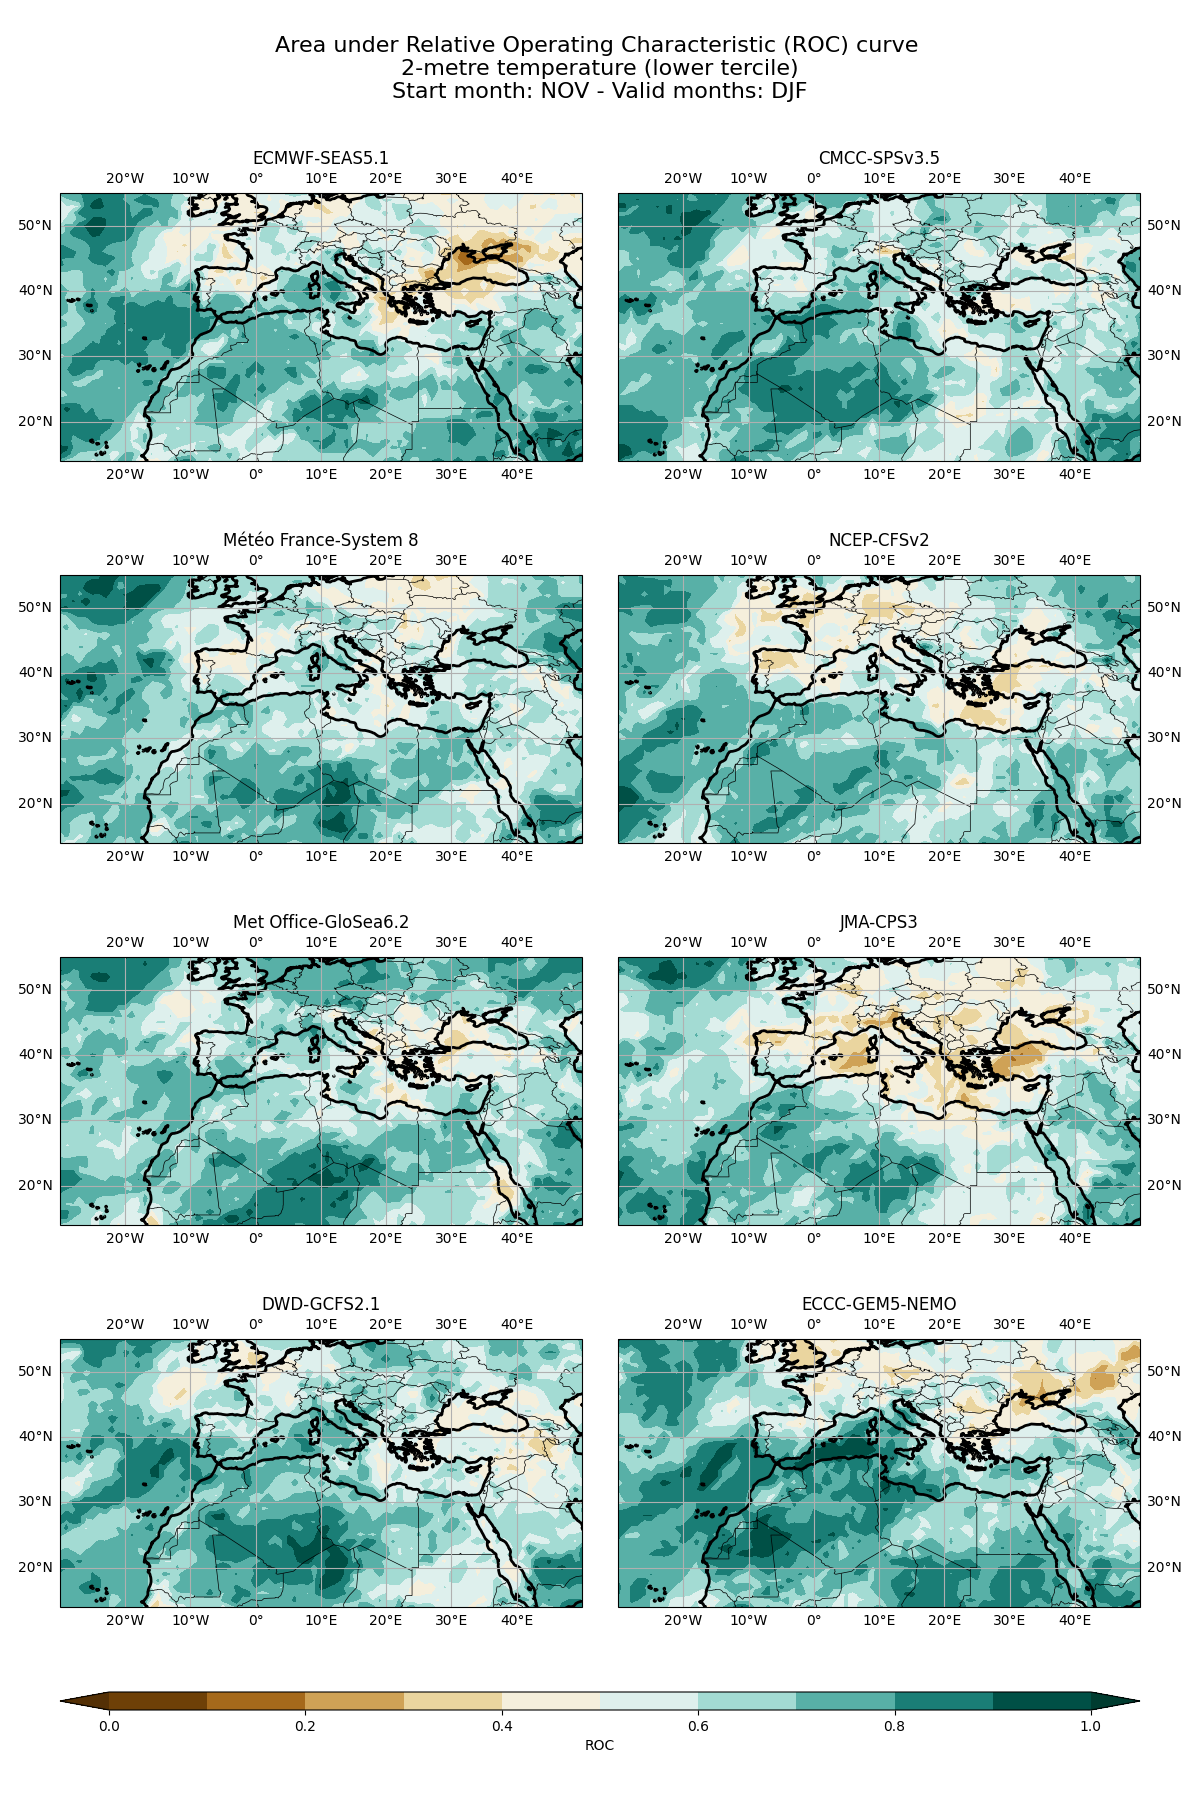 Area under Relative Operating Characteristic (ROC) curve
2-metre temperature (lower tercile)
Start month: NOV - Valid months: DJF
ECMWF-SEAS5.1
20°W 10°W 0° 10°E 20°E 30°E 40°E
50°N
40°N
30°N
20°N
20°W 10°W 0° 10°E 20°E 30°E 40°E
CMCC-SPSv3.5
20°W 10°W 0° 10°E 20°E 30°E 40°E
50°N
40°N
30°N
20°N
20°W 10°W 0° 10°E 20°E 30°E 40°E
Météo France-System 8
20°W 10°W 0° 10°E 20°E 30°E 40°E
50°N
40°N
30°N
20°N
20°W 10°W 0° 10°E 20°E 30°E 40°E
NCEP-CFSv2
20°W 10°W 0° 10°E 20°E 30°E 40°E
50°N
40°N
30°N
20°N
20°W 10°W 0° 10°E 20°E 30°E 40°E
Met Office-GloSea6.2
20°W 10°W 0° 10°E 20°E 30°E 40°E
50°N
40°N
30°N
20°N
20°W 10°W 0° 10°E 20°E 30°E 40°E
JMA-CPS3
20°W 10°W 0° 10°E 20°E 30°E 40°E
50°N
40°N
30°N
20°N
20°W 10°W 0° 10°E 20°E 30°E 40°E
DWD-GCFS2.1
20°W 10°W 0° 10°E 20°E 30°E 40°E
50°N
40°N
30°N
20°N
20°W 10°W 0° 10°E 20°E 30°E 40°E
ECCC-GEM5-NEMO
20°W 10°W 0° 10°E 20°E 30°E 40°E
50°N
40°N
30°N
20°N
20°W 10°W 0° 10°E 20°E 30°E 40°E
0.0 0.2 0.4 0.6 0.8 1.0
ROC